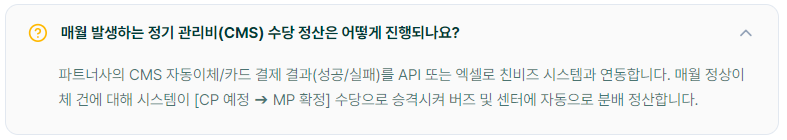 매월 발생하는 정기 관리비(CMS) 수당 정산은 어떻게 진행되나요?
파트너사의 CMS 자동이체/카드 결제 결과(성공/실패)를 API 또는 엑셀로 친비즈 시스템과 연동합니다. 매월 정상이
체 건에 대해 시스템이 [CP 예정 ➔ MP 확정] 수당으로 승격시켜 버즈 및 센터에 자동으로 분배 정산합니다.